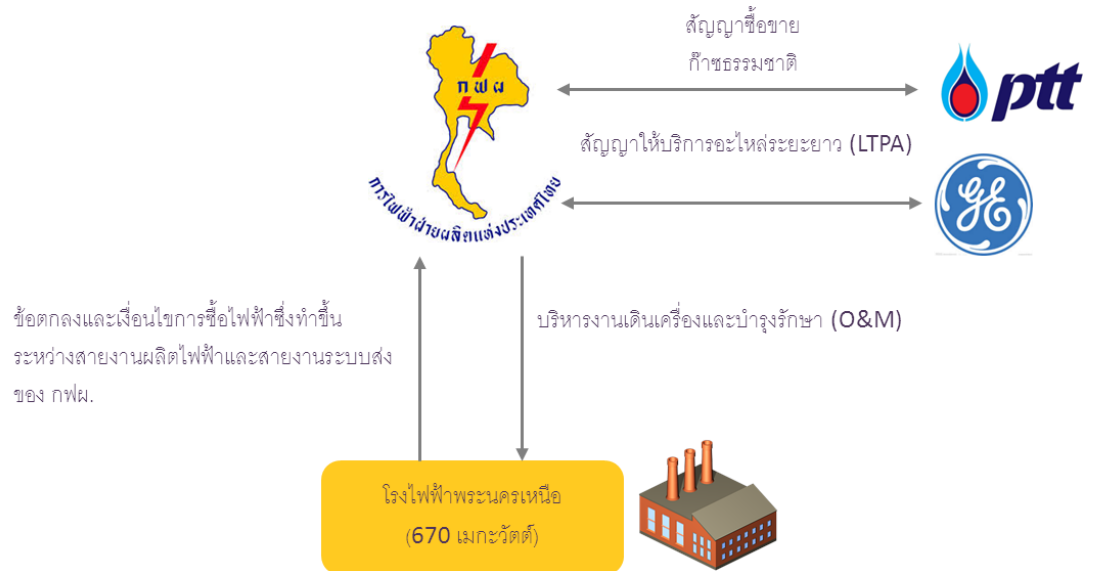 สัญญาซื้อขาย
ก๊าซธรรมชาติ
กฟผ
ptt
สัญญาให้บริการอะไหล่ระยะยาว (LTPA)
GE
การไฟฟ้าฝ่ายผลิตแห่งประเทศไทย
ข้อตกลงและเงื่อนไขการซื้อไฟฟ้าซึ่งทำขึ้น
ระหว่างสายงานผลิตไฟฟ้าและสายงานระบบส่ง
ของ กฟผ.
บริหารงานเดินเครื่องและบำรุงรักษา (O&M)
โรงไฟฟ้าพระนครเหนือ
(670 เมกะวัตต์)